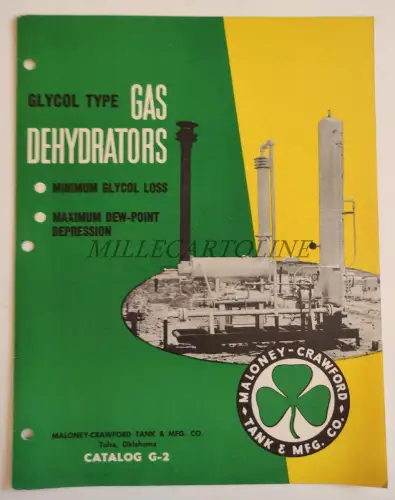 GLYCOL TYPE GAS
DEHYDRATORS
MINIMUM GLYCOL LOSS
MAXIMUM DEW-POINT
DEPRESSION
MILLECARTOLINE
MALONEY-CRAWFORD
TANK & MFG. CO.
MALONEY-CRAWFORD TANK & MFG. CO.
Tulsa, Oklahoma
CATALOG G-2